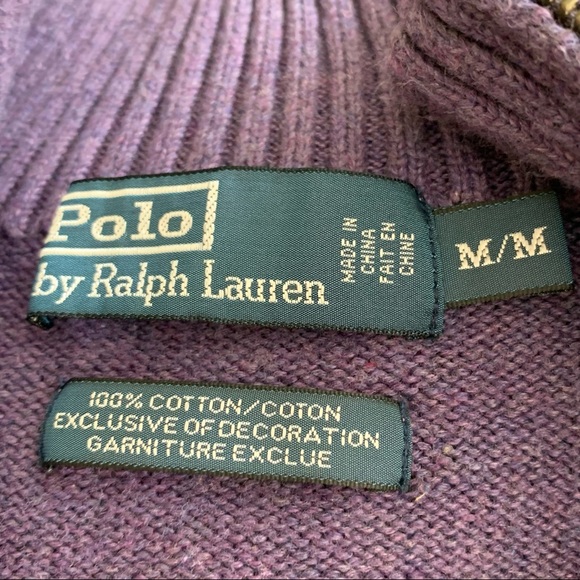 Polo
by Ralph Lauren
MADE IN
CHINA
FAIT EN
CHINE
M/M
100% COTTON/COTON
EXCLUSIVE OF DECORATION
GARNITURE EXCLUE